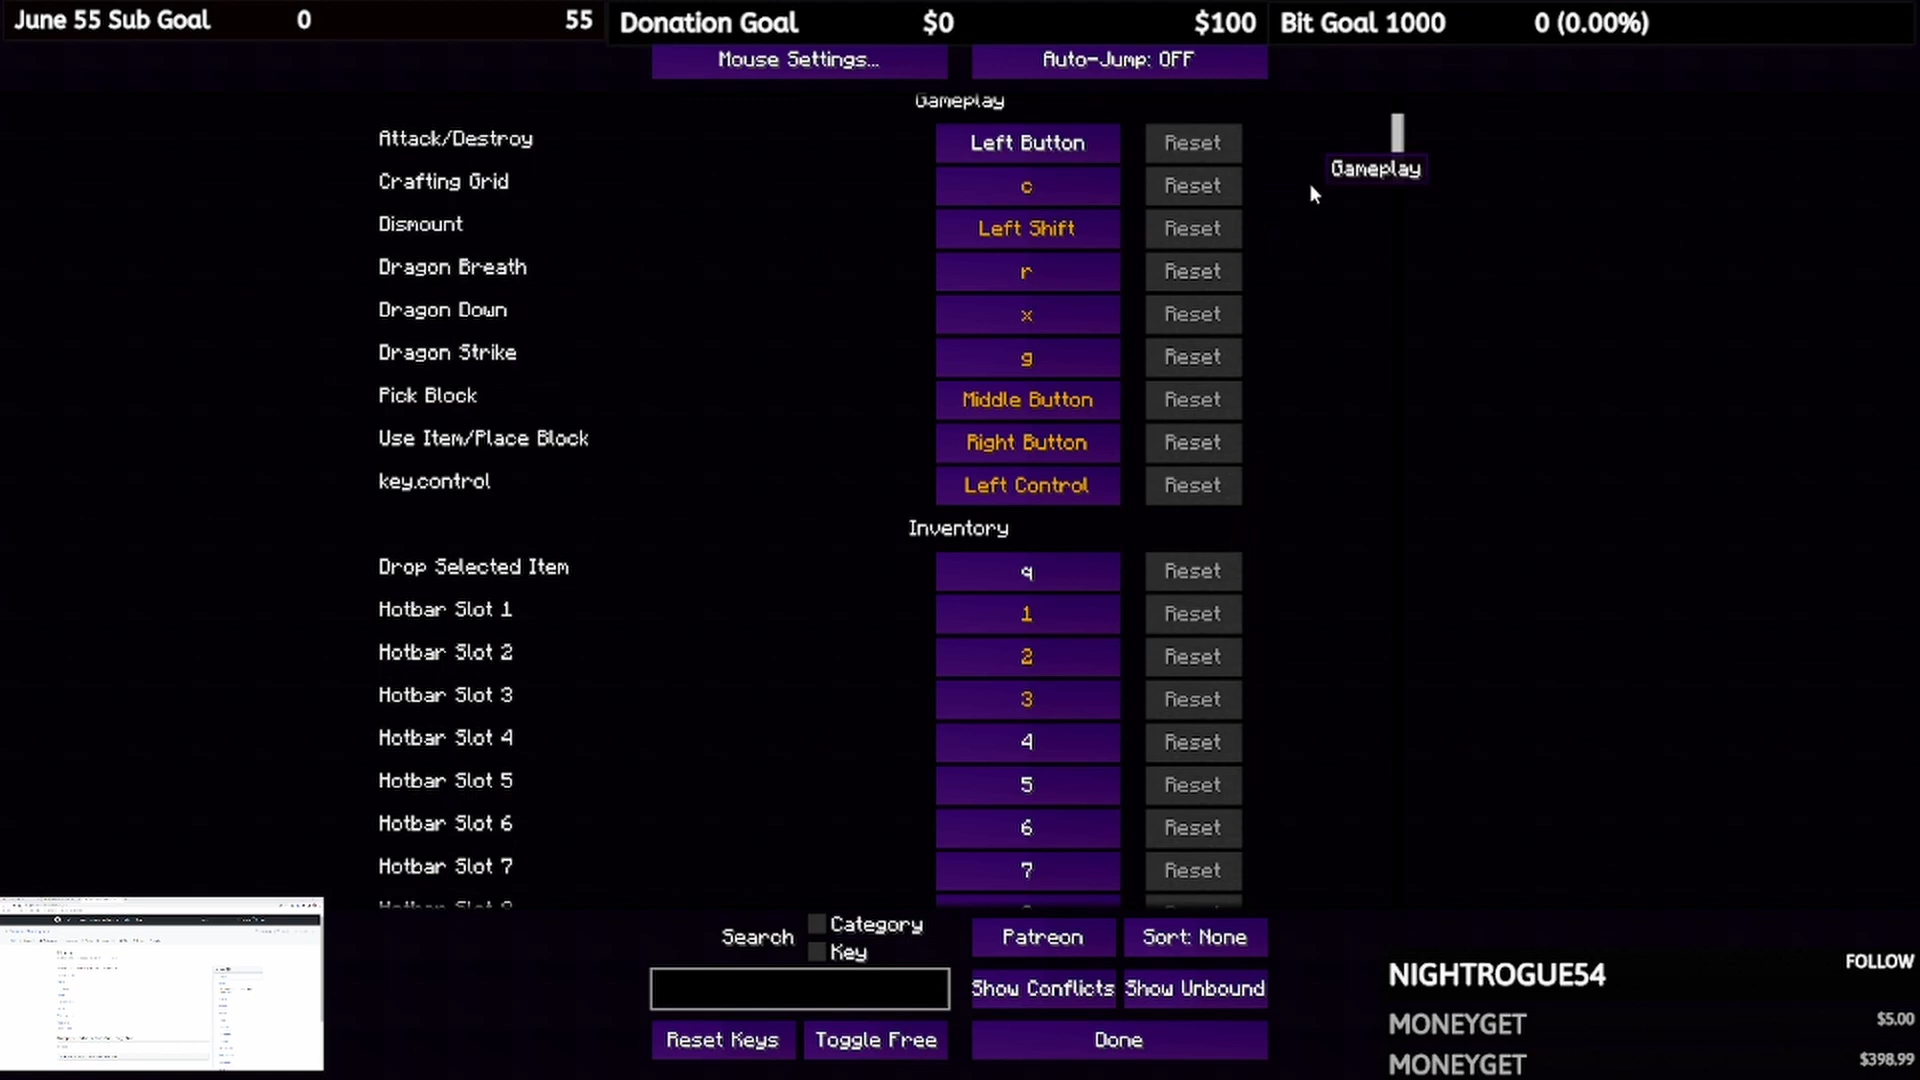 June 55 Sub Goal 0 55 Donation Goal $0 $100 Bit Goal 1000 0 (0.00%)
Mouse Settings... Auto-Jump: OFF
Gameplay
Attack/Destroy Left Button Reset
Gameplay
Crafting Grid c Reset
Dismount Left Shift Reset
Dragon Breath r Reset
Dragon Down x Reset
Dragon Strike g Reset
Pick Block Middle Button Reset
Use Item/Place Block Right Button Reset
key.control Left Control Reset
Inventory
Drop Selected Item q Reset
Hotbar Slot 1 1 Reset
Hotbar Slot 2 2 Reset
Hotbar Slot 3 3 Reset
Hotbar Slot 4 4 Reset
Hotbar Slot 5 5 Reset
Hotbar Slot 6 6 Reset
Hotbar Slot 7 7 Reset
Search Category Patreon Sort: None
Key
Show Conflicts Show Unbound
Reset Keys Toggle Free Done
NIGHTROGUE54 FOLLOW
MONEYGET $5.00
MONEYGET $398.99